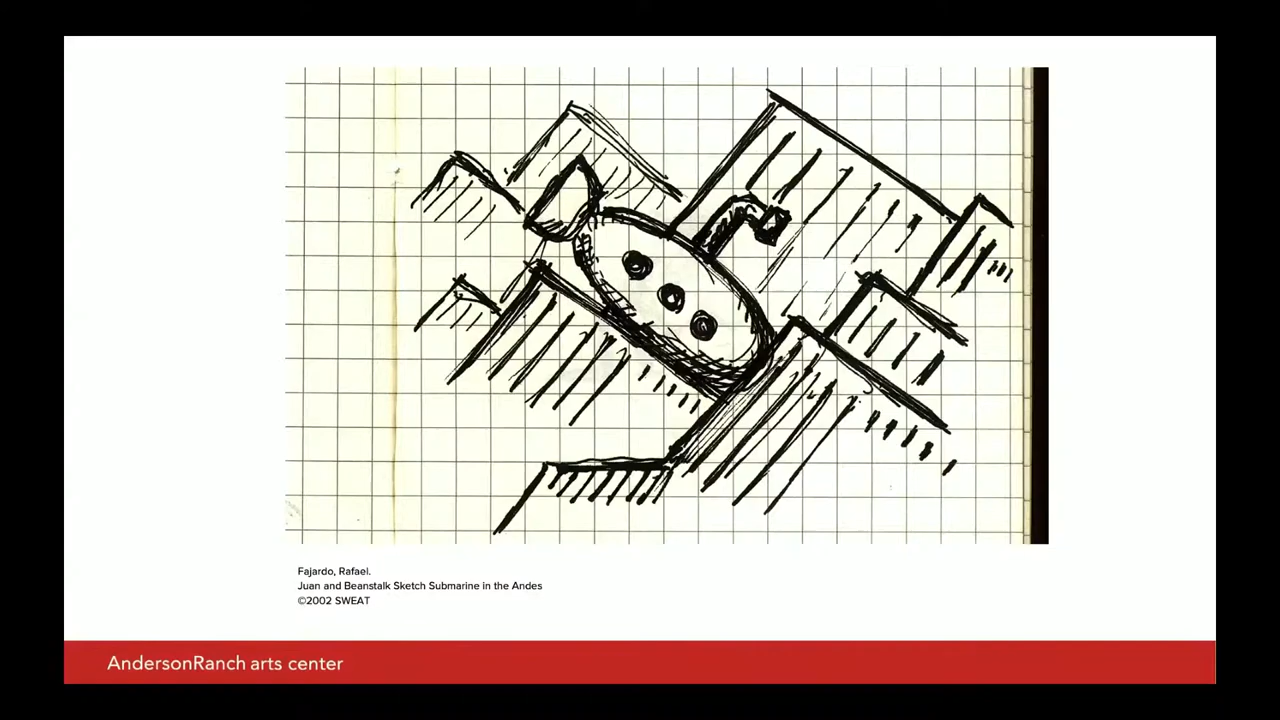 Fajardo, Rafael.
Juan and Beanstalk Sketch Submarine in the Andes
©2002 SWEAT
AndersonRanch arts center